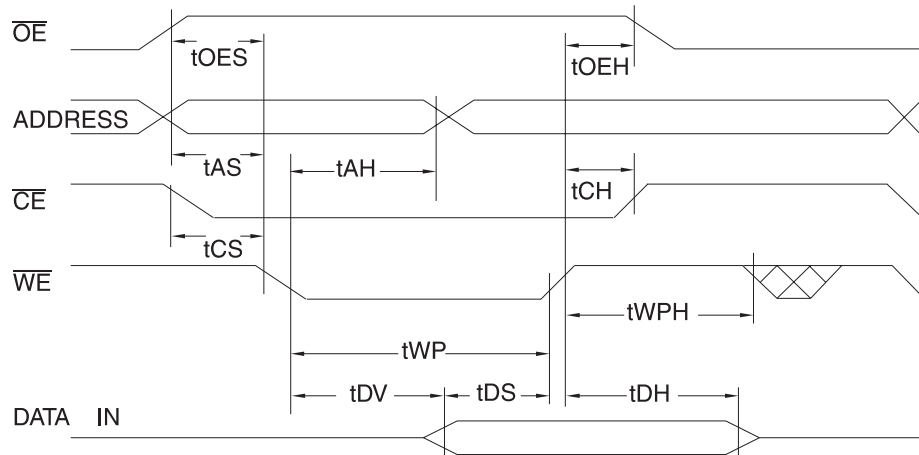 OE
tOES
tOEH
ADDRESS
tAS
tAH
tCH
CE
tCS
WE
tWPH
tWP
tDV
tDS
tDH
DATA IN